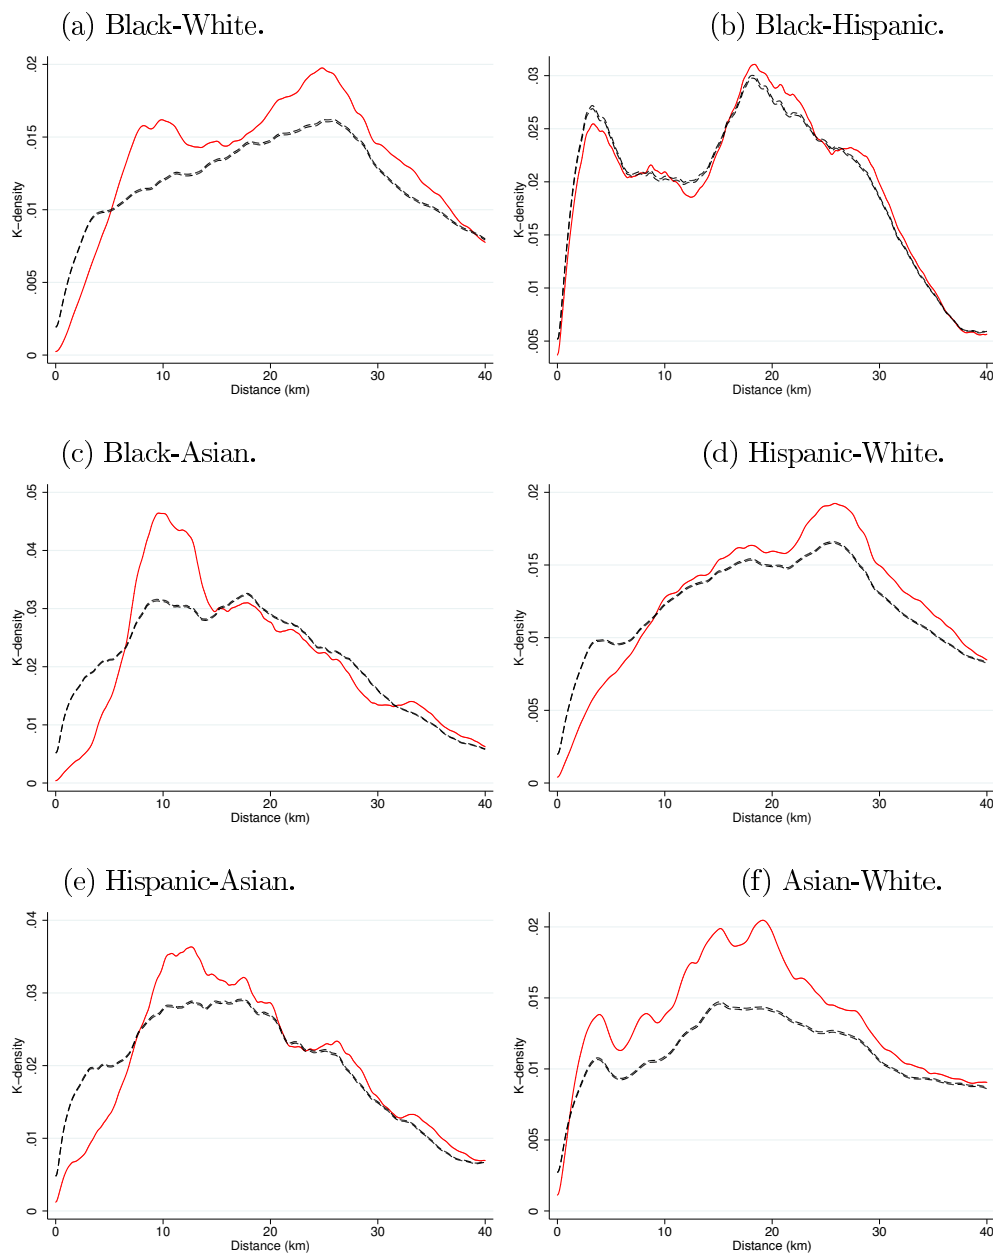 (a) Black-White.
(b) Black-Hispanic.
K-density
0 .005 .01 .015 .02
0 10 20 30 40
Distance (km)
K-density
.005 .01 .015 .02 .025 .03
0 10 20 30 40
Distance (km)
(c) Black-Asian.
(d) Hispanic-White.
K-density
0 .01 .02 .03 .04 .05
0 10 20 30 40
Distance (km)
K-density
0 .005 .01 .015 .02
0 10 20 30 40
Distance (km)
(e) Hispanic-Asian.
(f) Asian-White.
K-density
0 .01 .02 .03 .04
0 10 20 30 40
Distance (km)
K-density
0 .005 .01 .015 .02
0 10 20 30 40
Distance (km)